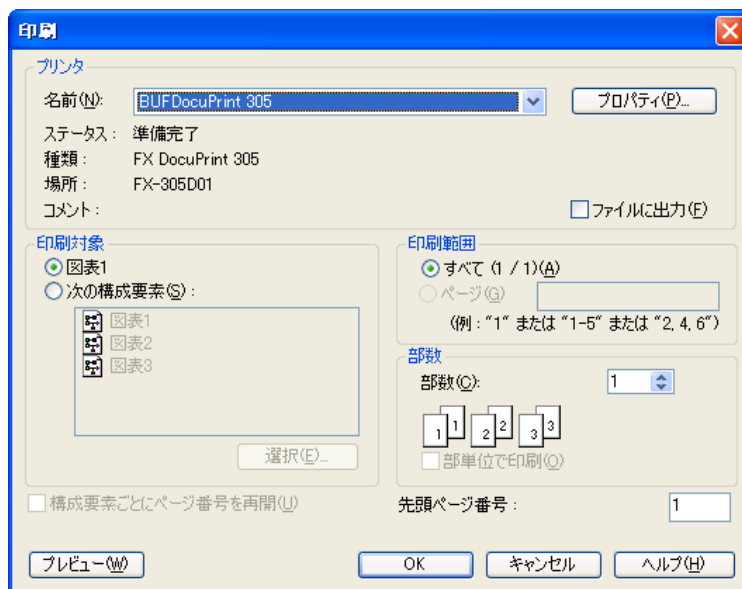 印刷
プリンタ
名前(N): BUFDocuPrint 305 プロパティ(P)...
ステータス： 準備完了
種類： FX DocuPrint 305
場所： FX-305D01
コメント： ファイルに出力(F)
印刷対象
図表1
次の構成要素(S)：
図表1
図表2
図表3
選択(E)...
構成要素ごとにページ番号を再開(U)
印刷範囲
すべて (1 / 1)(A)
ページ(G)
(例："1" または "1-5" または "2, 4, 6")
部数
部数(C): 1
1 1 2 2 3 3
部単位で印刷(O)
先頭ページ番号： 1
プレビュー(W) OK キャンセル ヘルプ(H)